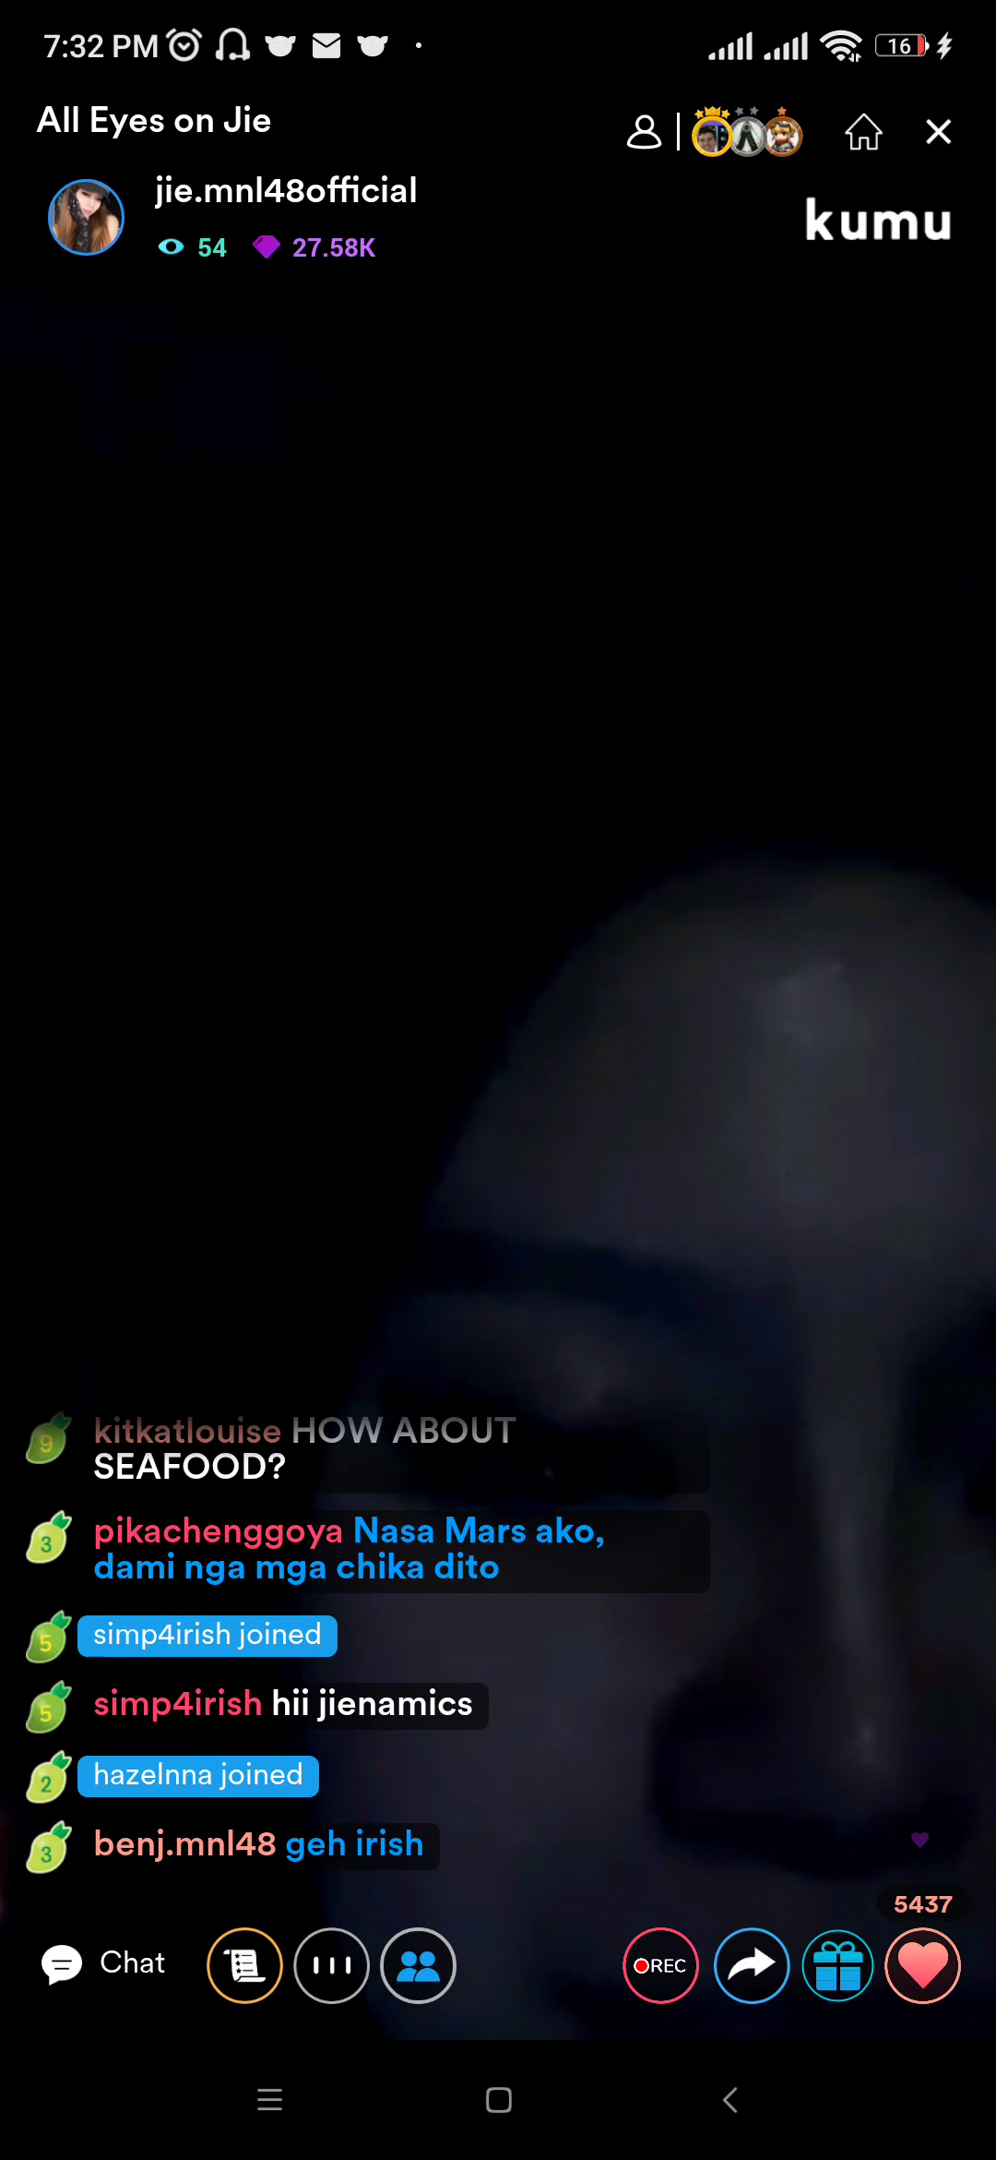 7:32 PM
16
All Eyes on Jie
jie.mnl48official
54 27.58K
kumu
9 kitkatlouise HOW ABOUT
SEAFOOD?
3 pikachenggoya Nasa Mars ako,
dami nga mga chika dito
5 simp4irish joined
5 simp4irish hii jienamics
2 hazelnna joined
3 benj.mnl48 geh irish
5437
Chat
REC